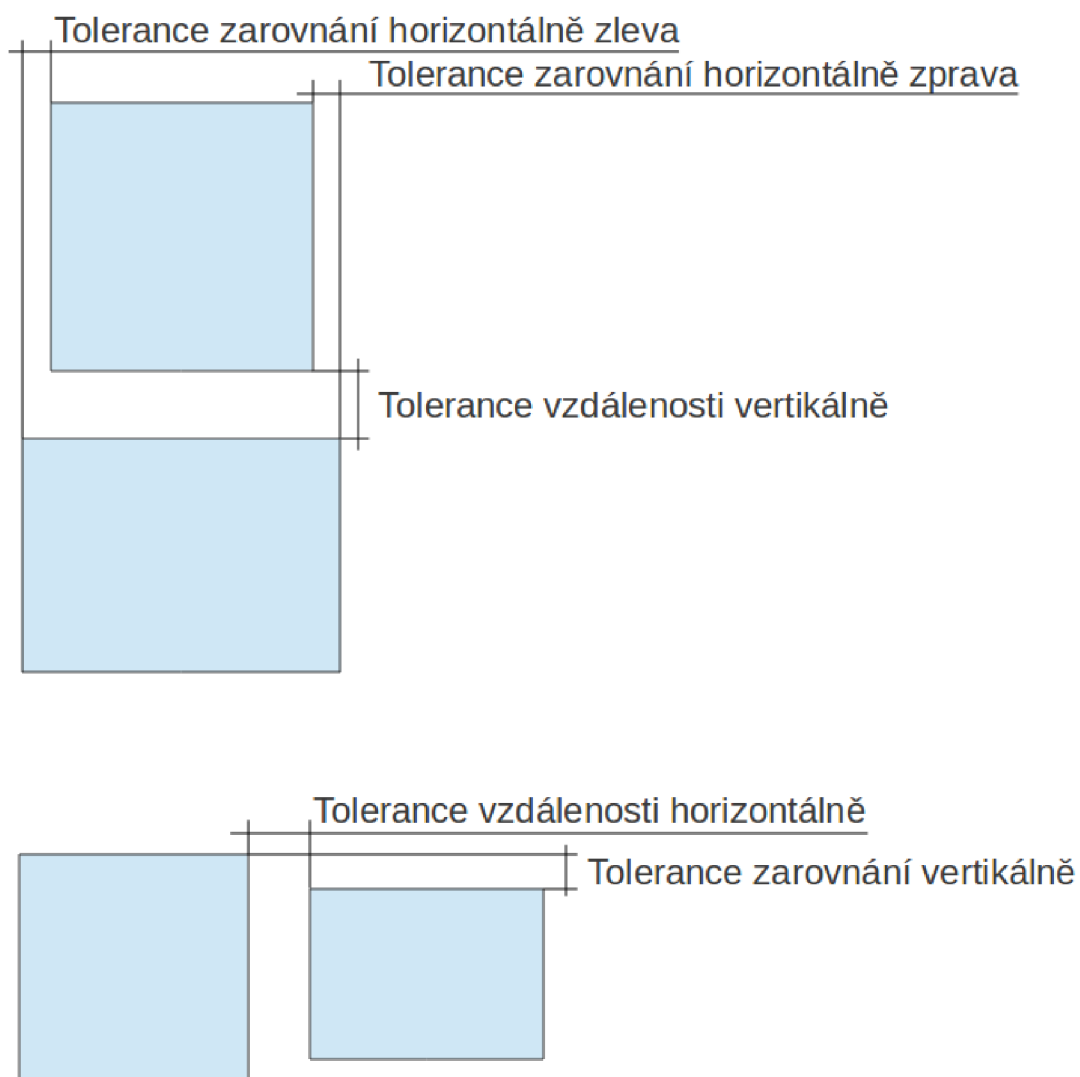 Tolerance zarovnání horizontálně zleva
Tolerance zarovnání horizontálně zprava
Tolerance vzdálenosti vertikálně
Tolerance vzdálenosti horizontálně
Tolerance zarovnání vertikálně